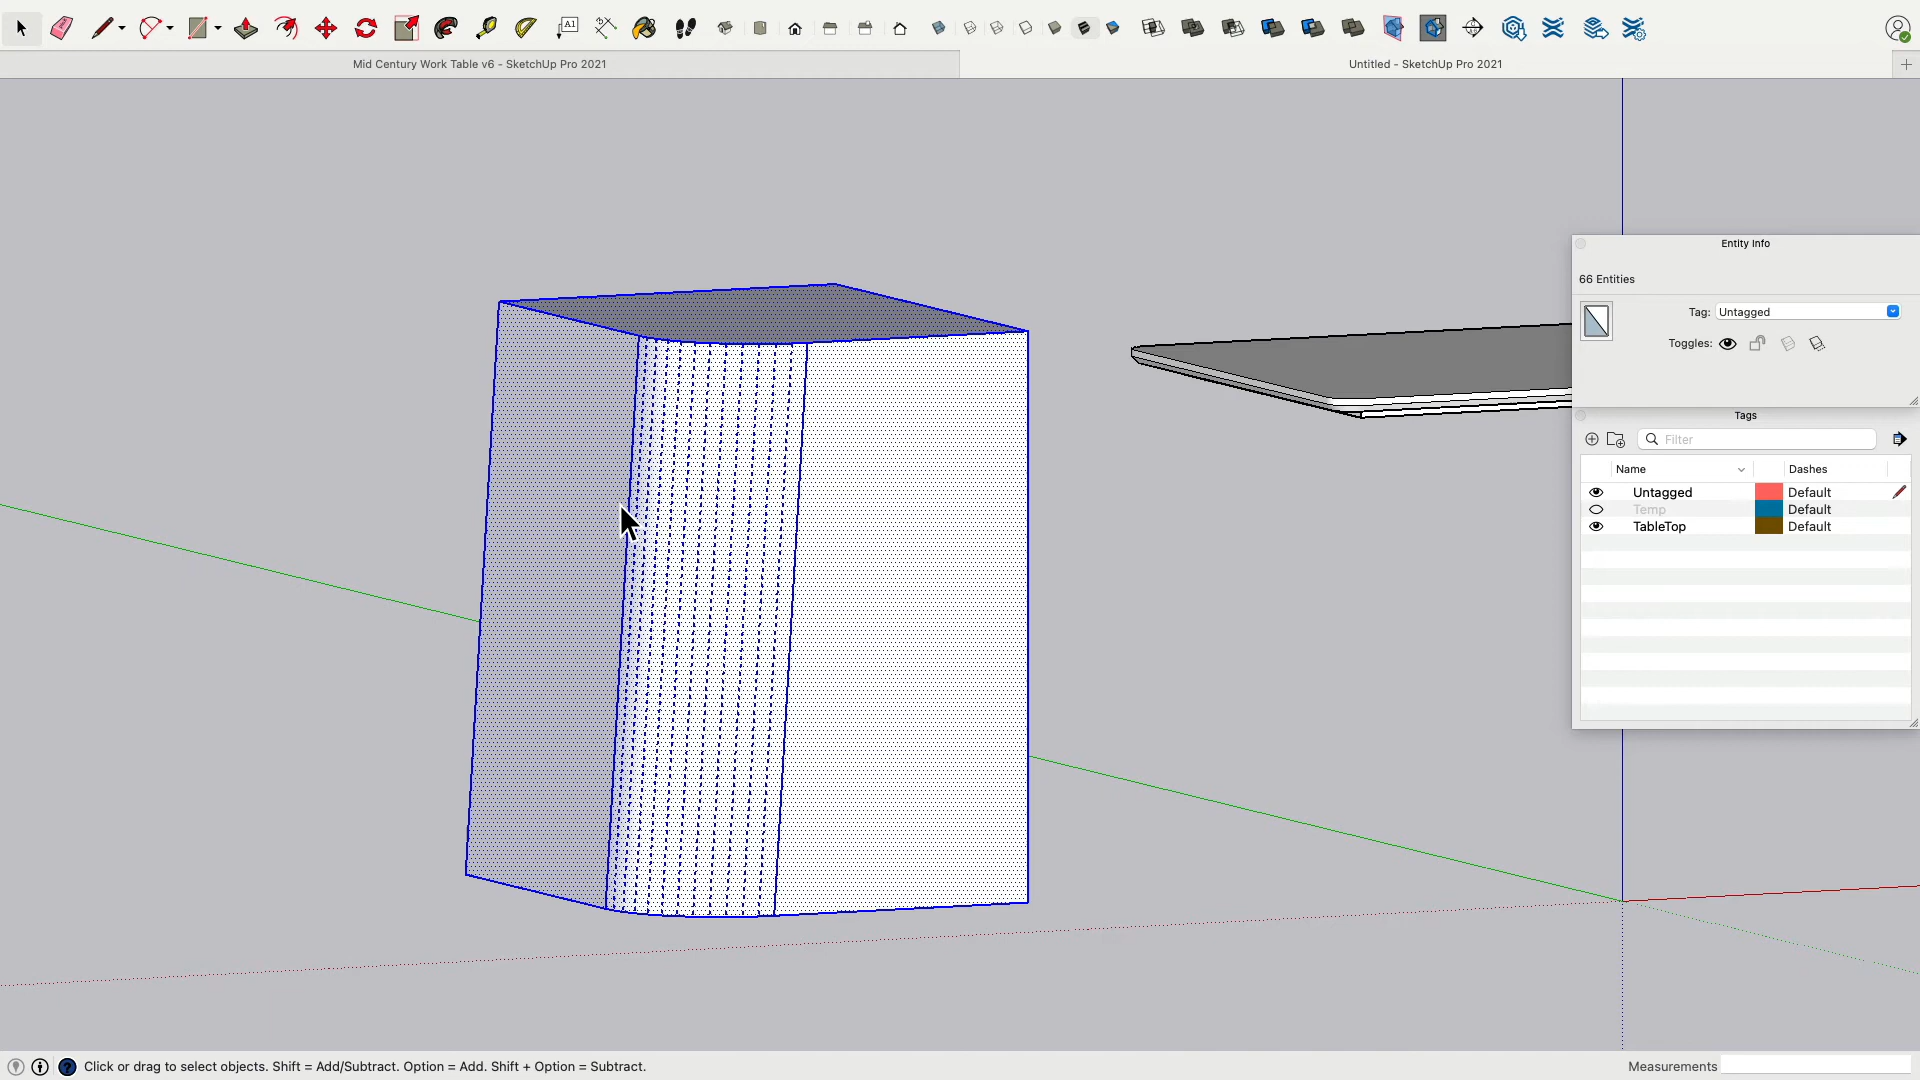 A1
Mid Century Work Table v6 - SketchUp Pro 2021
Untitled - SketchUp Pro 2021
Entity Info
66 Entities
Tag: Untagged
Toggles:
Tags
Filter
Name Dashes
Untagged Default
Temp Default
TableTop Default
Click or drag to select objects. Shift = Add/Subtract. Option = Add. Shift + Option = Subtract.
Measurements